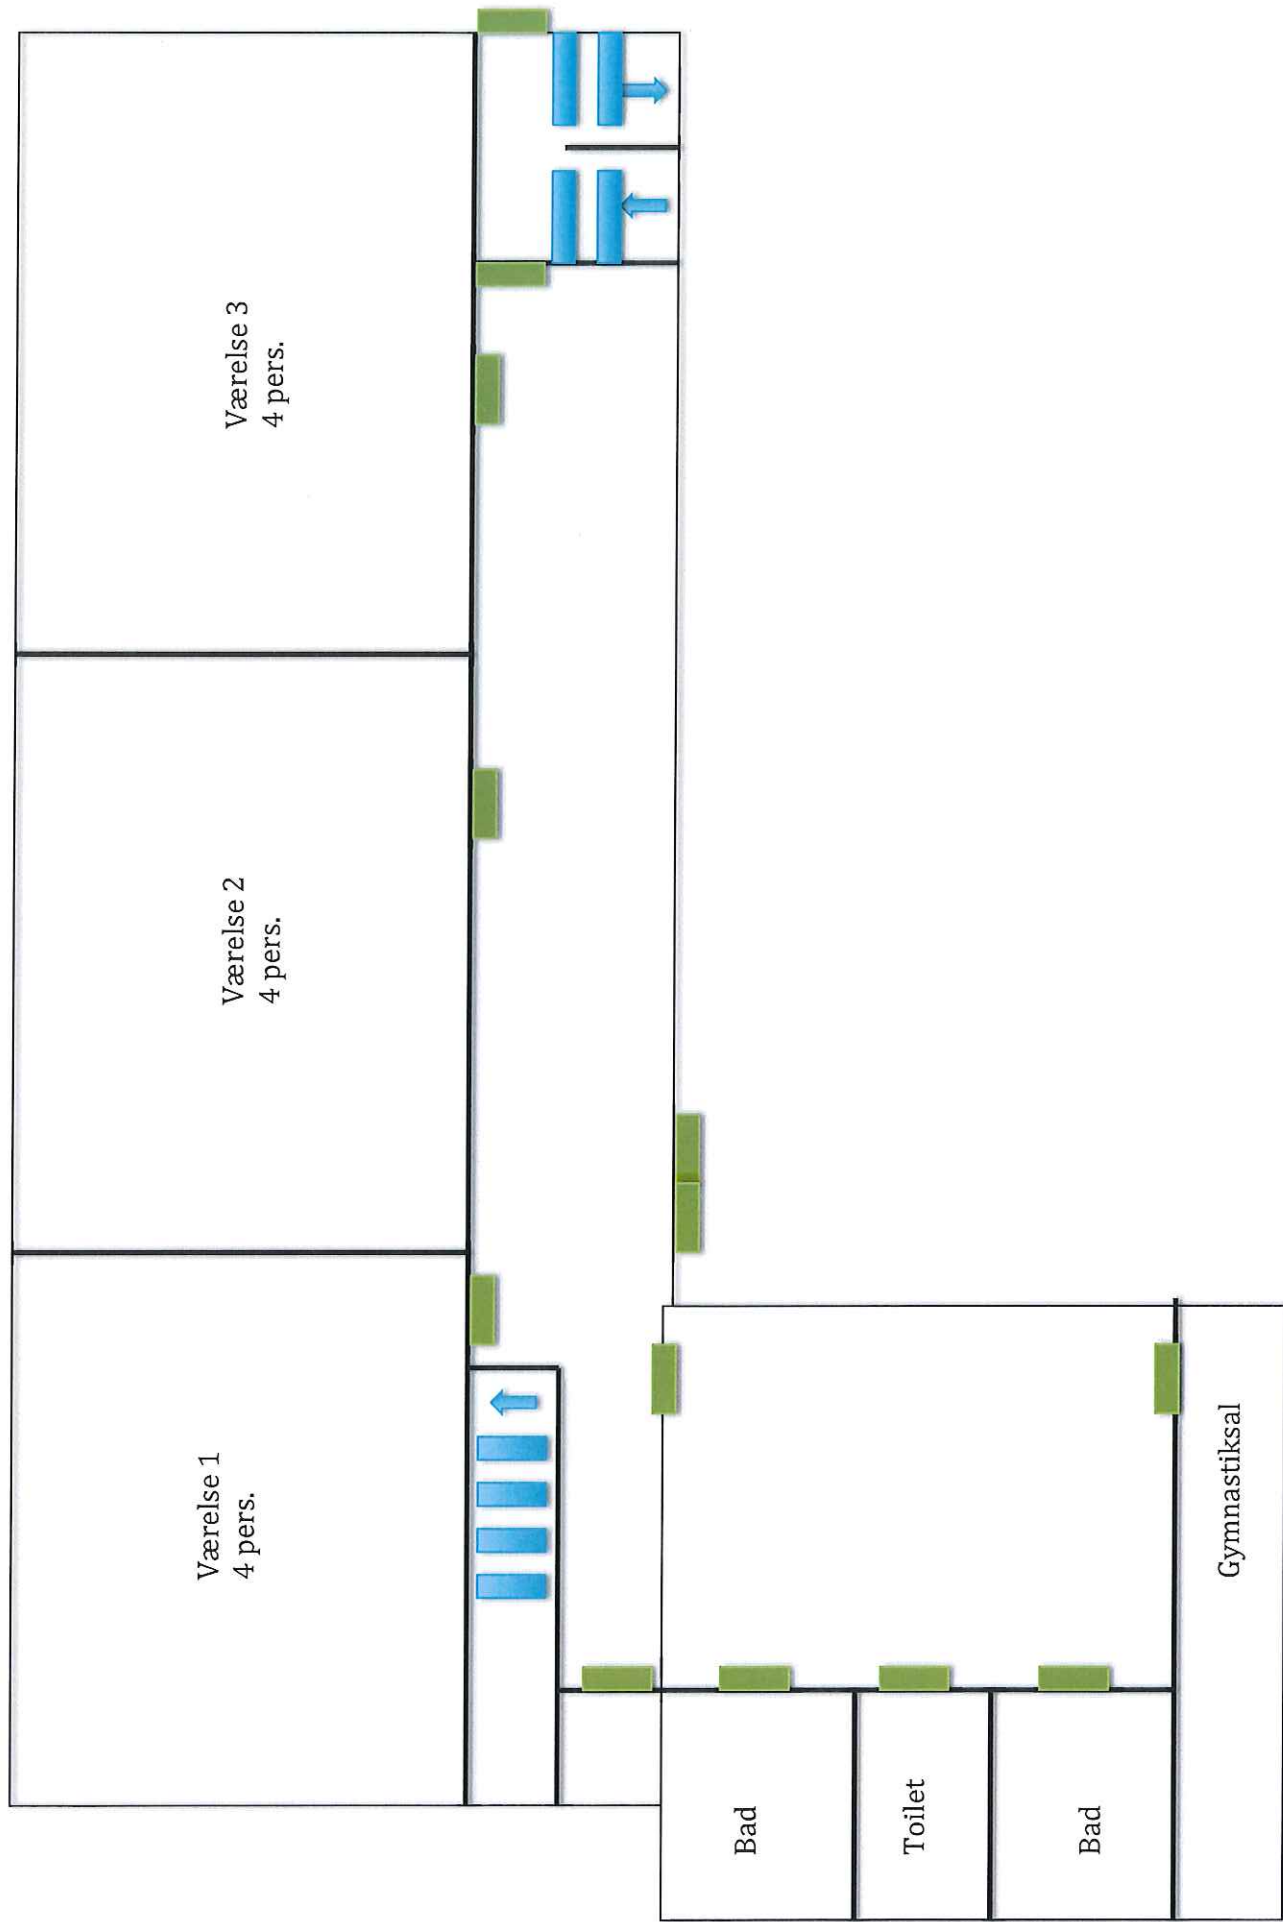 Værelse 1
4 pers.
Værelse 2
4 pers.
Værelse 3
4 pers.
Bad
Toilet
Bad
Gymnastiksal